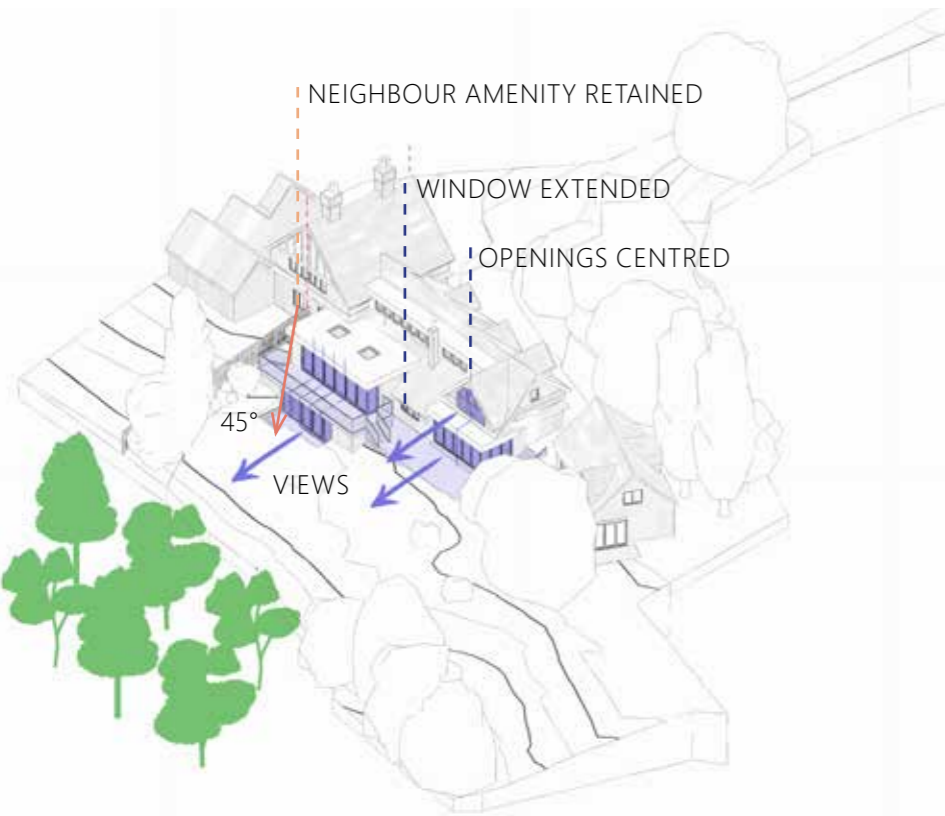 NEIGHBOUR AMENITY RETAINED
WINDOW EXTENDED
OPENINGS CENTRED
45°
VIEWS